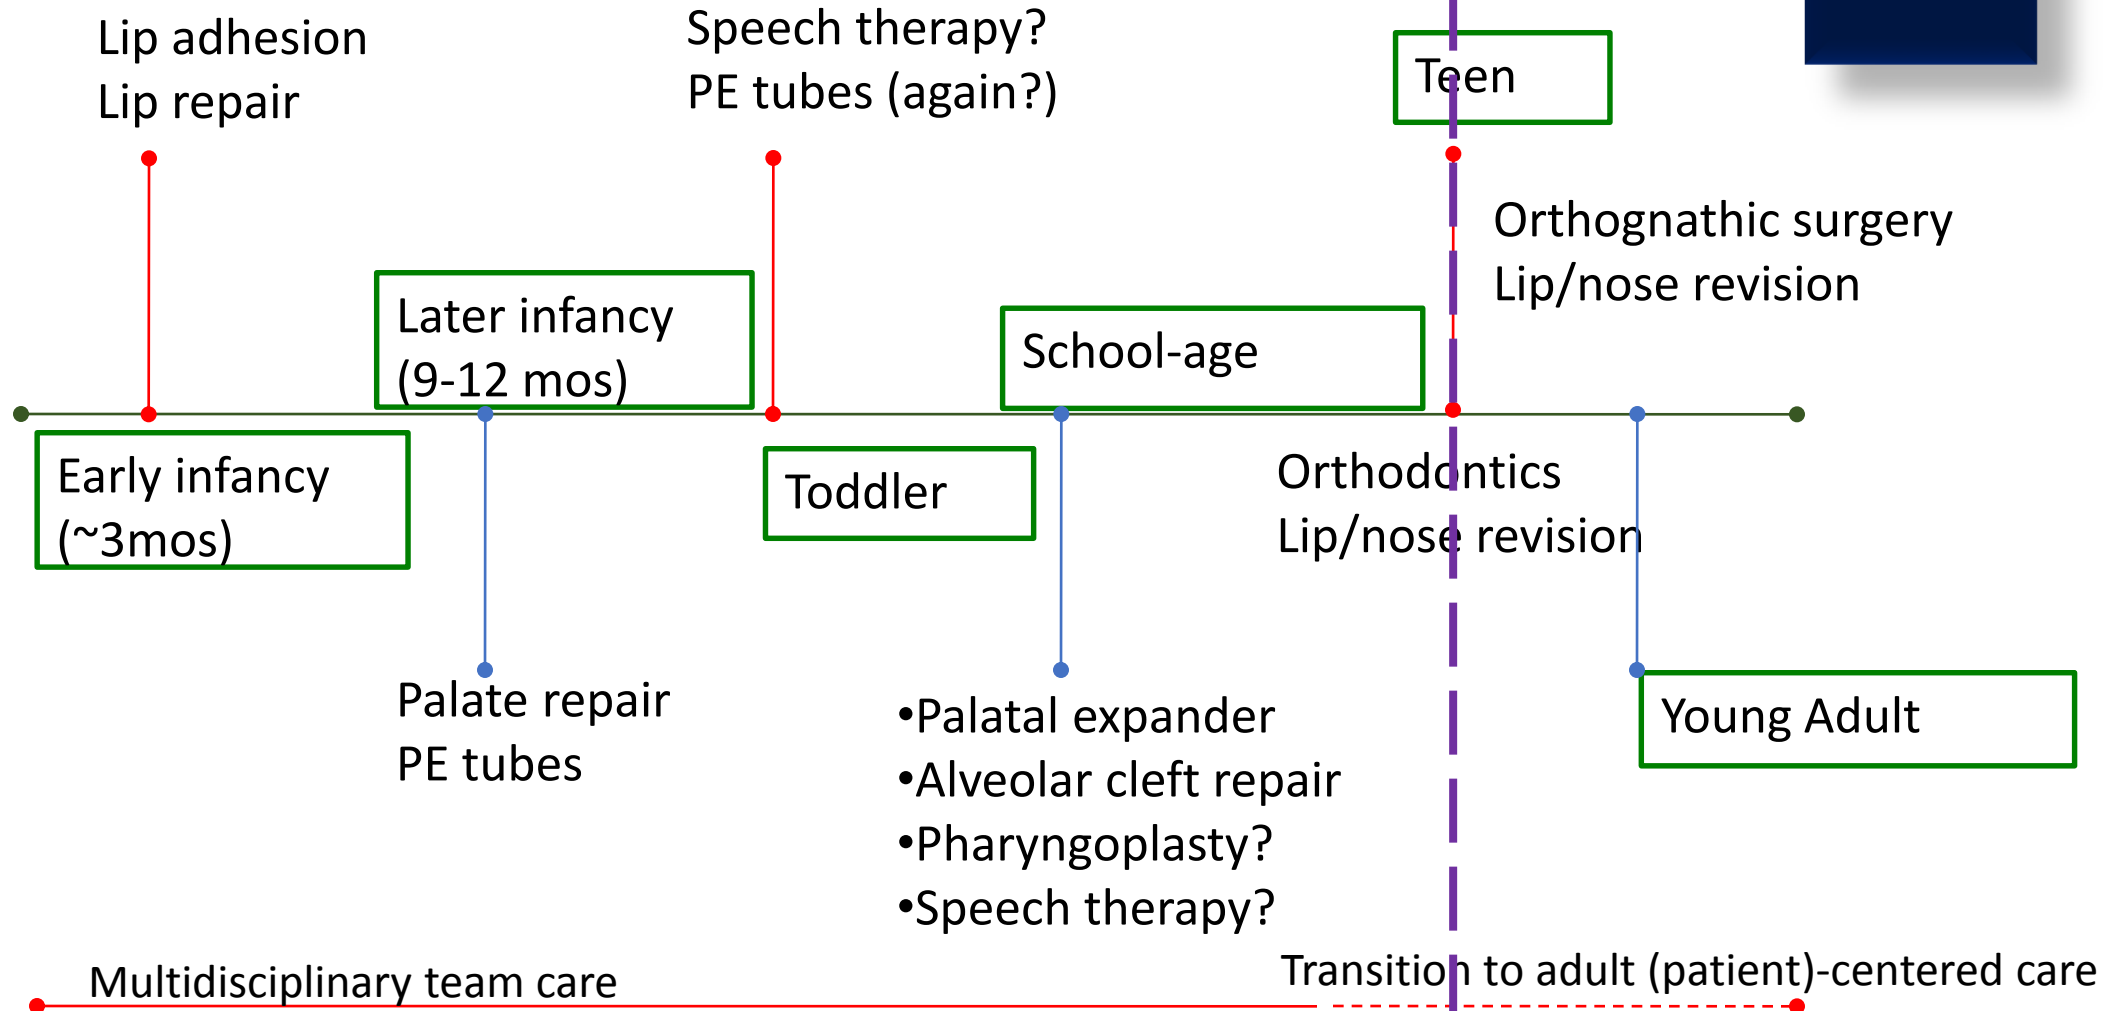 Lip adhesion
Lip repair
Speech therapy?
PE tubes (again?)
Teen
Orthognathic surgery
Lip/nose revision
Later infancy
(9-12 mos)
School-age
Early infancy
(~3mos)
Toddler
Orthodontics
Lip/nose revision
Palate repair
PE tubes
•Palatal expander
•Alveolar cleft repair
•Pharyngoplasty?
•Speech therapy?
Young Adult
Multidisciplinary team care
Transition to adult (patient)-centered care